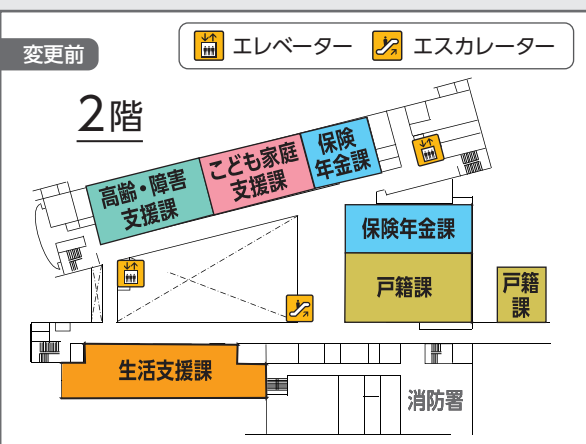 変更前
エレベーター エスカレーター
2階
高齢・障害
支援課
こども家庭
支援課
保険
年金課
保険年金課
戸籍課
戸籍
課
生活支援課
消防署